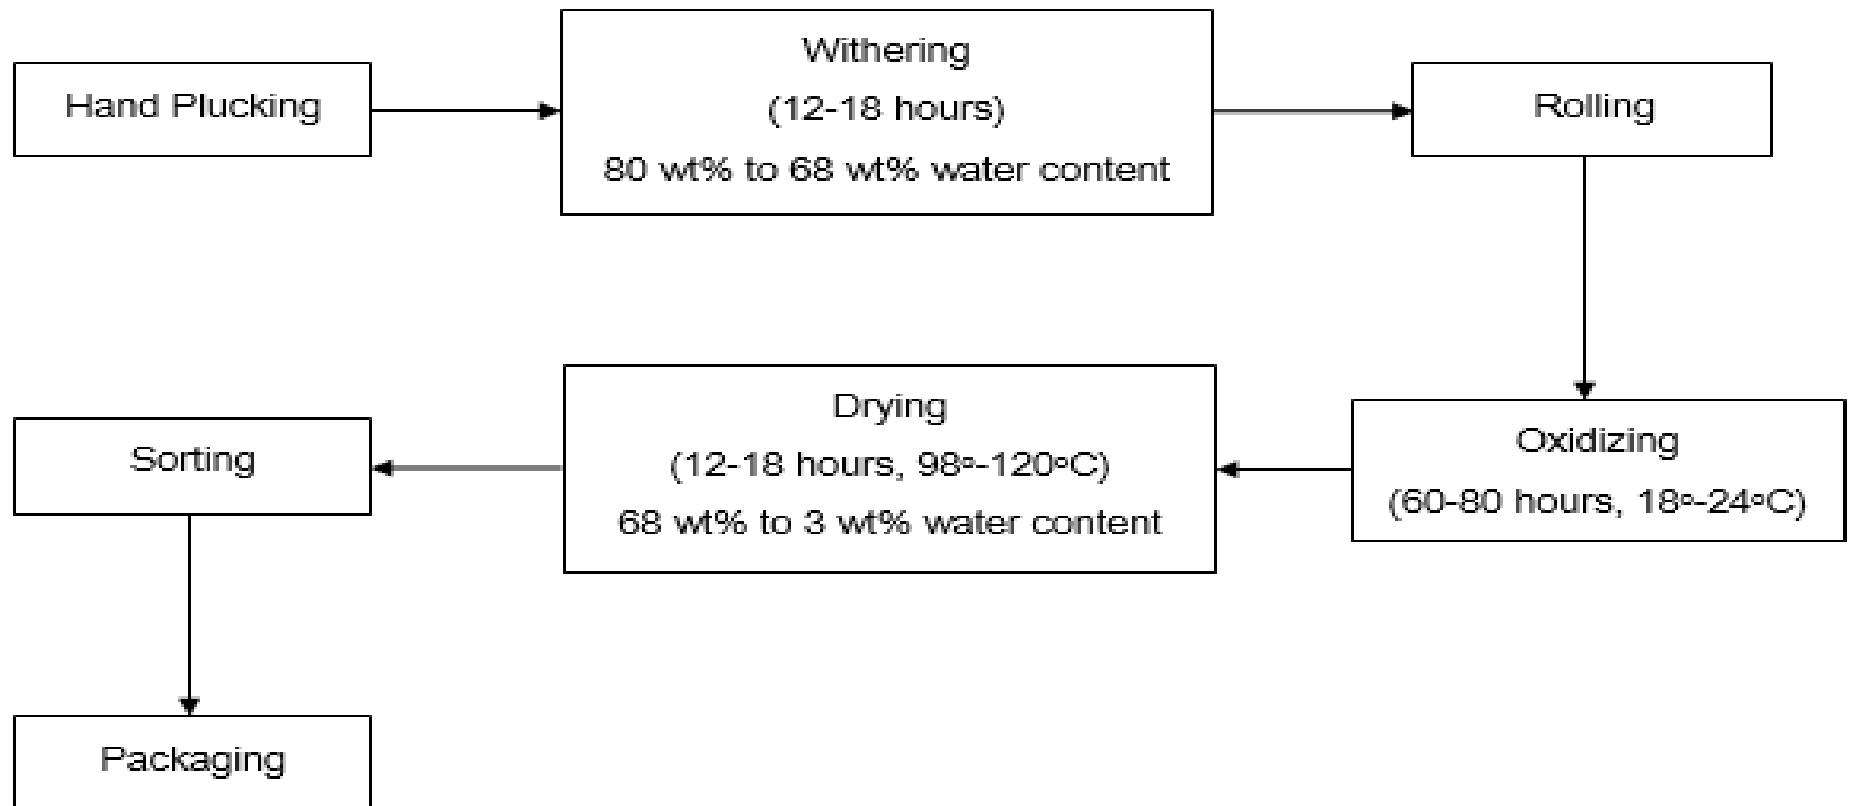 Hand Plucking
Withering
(12-18 hours)
80 wt% to 68 wt% water content
Rolling
Oxidizing
(60-80 hours, 18°-24°C)
Drying
(12-18 hours, 98°-120°C)
68 wt% to 3 wt% water content
Sorting
Packaging